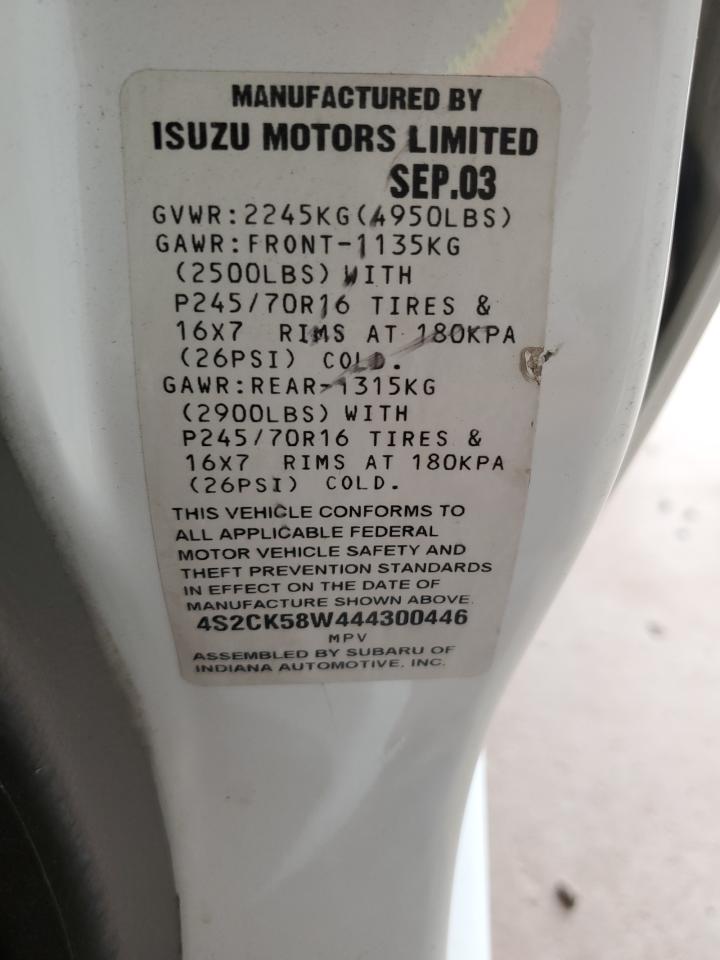 MANUFACTURED BY
ISUZU MOTORS LIMITED
SEP.03
GVWR:2245KG(4950LBS)
GAWR:FRONT-1135KG
(2500LBS) WITH
P245/70R16 TIRES &
16X7 RIMS AT 180KPA
(26PSI) COLD.
GAWR:REAR-1315KG
(2900LBS) WITH
P245/70R16 TIRES &
16X7 RIMS AT 180KPA
(26PSI) COLD.
THIS VEHICLE CONFORMS TO
ALL APPLICABLE FEDERAL
MOTOR VEHICLE SAFETY AND
THEFT PREVENTION STANDARDS
IN EFFECT ON THE DATE OF
MANUFACTURE SHOWN ABOVE.
4S2CK58W444300446
MPV
ASSEMBLED BY SUBARU OF
INDIANA AUTOMOTIVE, INC.